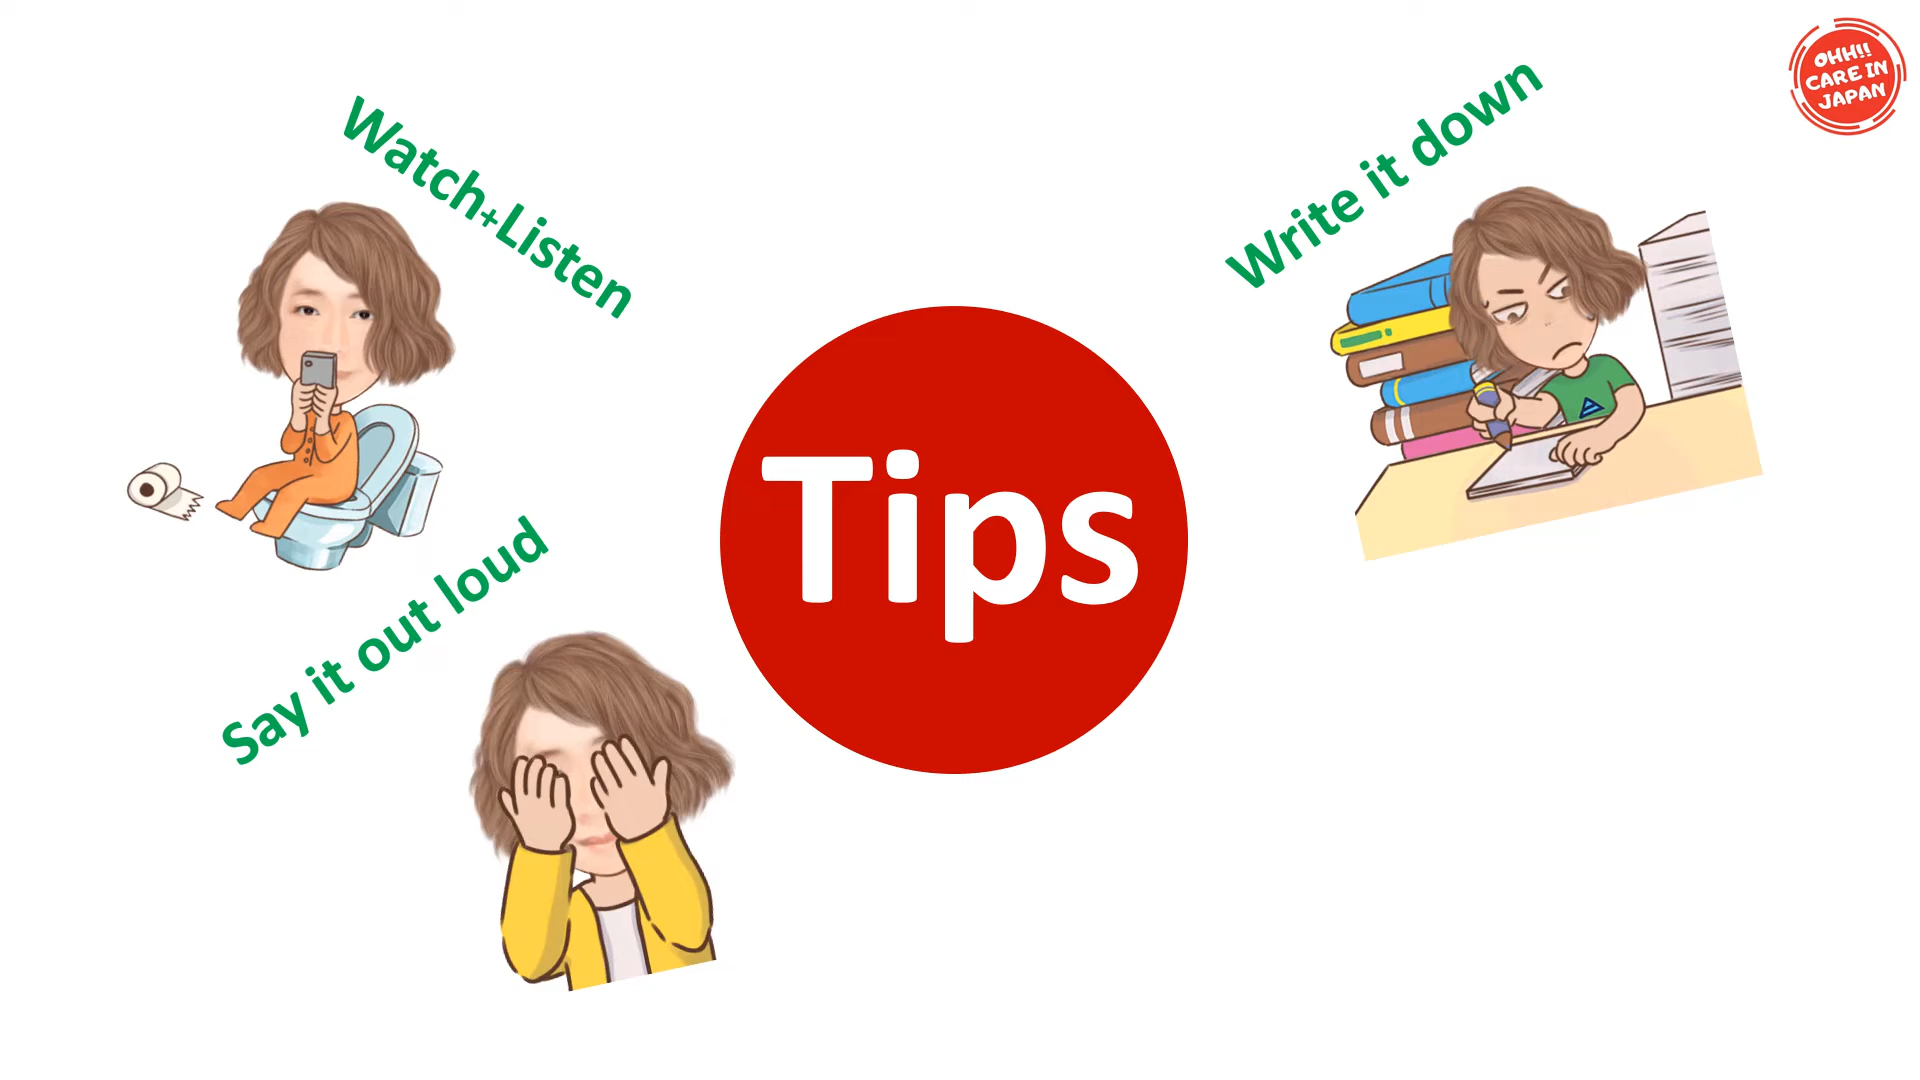 OHH!!
CARE IN
JAPAN
Watch+Listen
Write it down
Tips
Say it out loud